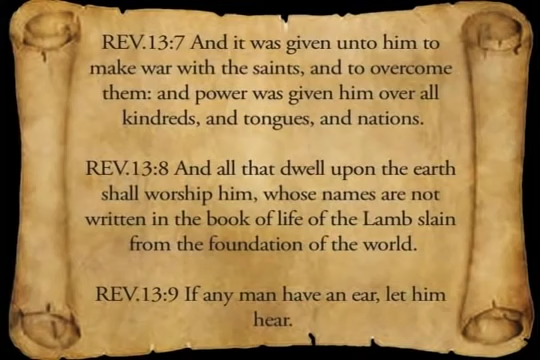 REV.13:7 And it was given unto him to
make war with the saints, and to overcome
them: and power was given him over all
kindreds, and tongues, and nations.
REV.13:8 And all that dwell upon the earth
shall worship him, whose names are not
written in the book of life of the Lamb slain
from the foundation of the world.
REV.13:9 If any man have an ear, let him
hear.